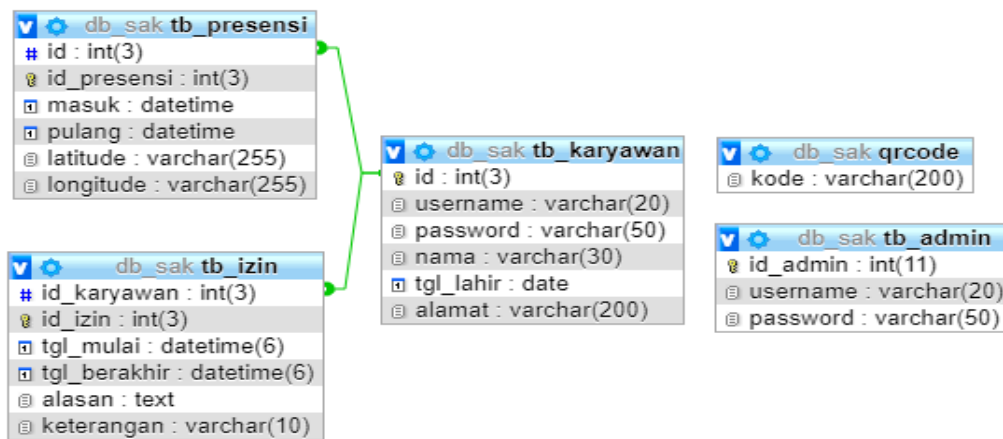 db_sak tb_presensi
# id : int(3)
id_presensi : int(3)
masuk : datetime
pulang : datetime
latitude : varchar(255)
longitude : varchar(255)
db_sak tb_izin
# id_karyawan : int(3)
id_izin : int(3)
tgl_mulai : datetime(6)
tgl_berakhir : datetime(6)
alasan : text
keterangan : varchar(10)
db_sak tb_karyawan
id : int(3)
username : varchar(20)
password : varchar(50)
nama : varchar(30)
tgl_lahir : date
alamat : varchar(200)
db_sak qrcode
kode : varchar(200)
db_sak tb_admin
id_admin : int(11)
username : varchar(20)
password : varchar(50)